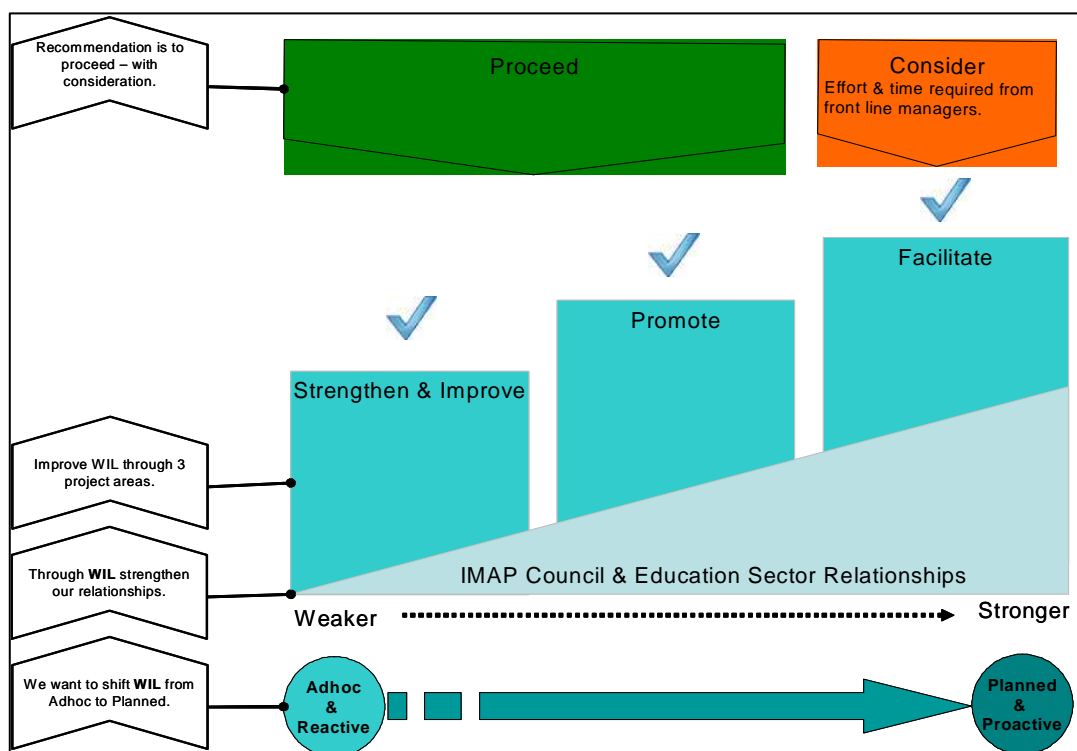 Recommendation is to
proceed – with
consideration.
Proceed
Consider
Effort & time required from
front line managers.
Facilitate
Promote
Strengthen & Improve
Improve WIL through 3
project areas.
Through WIL strengthen
our relationships.
IMAP Council & Education Sector Relationships
Weaker
Stronger
We want to shift WIL from
Adhoc to Planned.
Adhoc
&
Reactive
Planned
&
Proactive